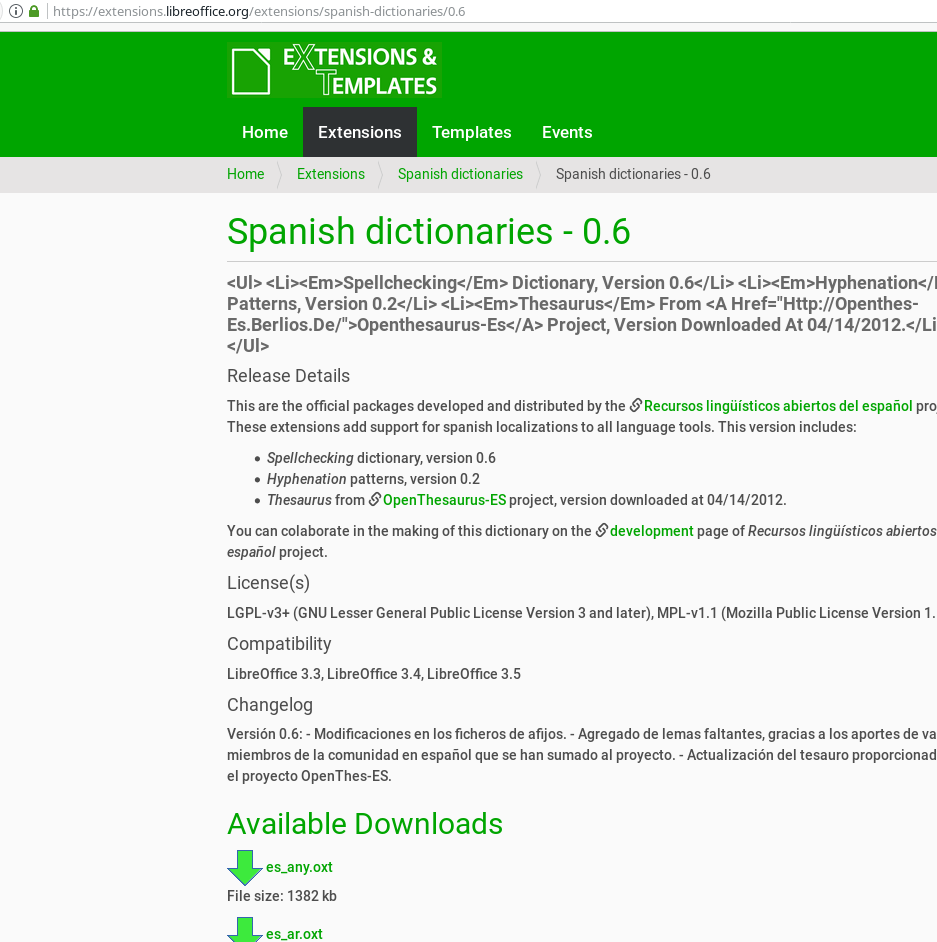 https://extensions.libreoffice.org/extensions/spanish-dictionaries/0.6
EXTENSIONS &
TEMPLATES
Home Extensions Templates Events
Home Extensions Spanish dictionaries Spanish dictionaries - 0.6
Spanish dictionaries - 0.6
<Ul> <Li><Em>Spellchecking</Em> Dictionary, Version 0.6</Li> <Li><Em>Hyphenation</
Patterns, Version 0.2</Li> <Li><Em>Thesaurus</Em> From <A Href="Http://Openthes-
Es.Berlios.De/">Openthesaurus-Es</A> Project, Version Downloaded At 04/14/2012.</Li
</Ul>
Release Details
This are the official packages developed and distributed by the Recursos lingüísticos abiertos del español
These extensions add support for spanish localizations to all language tools. This version includes:
• Spellchecking dictionary, version 0.6
• Hyphenation patterns, version 0.2
• Thesaurus from OpenThesaurus-ES project, version downloaded at 04/14/2012.
You can colaborate in the making of this dictionary on the development page of Recursos lingüísticos abiertos
español project.
License(s)
LGPL-v3+ (GNU Lesser General Public License Version 3 and later), MPL-v1.1 (Mozilla Public License Version 1.
Compatibility
LibreOffice 3.3, LibreOffice 3.4, LibreOffice 3.5
Changelog
Versión 0.6: - Modificaciones en los ficheros de afijos. - Agregado de lemas faltantes, gracias a los aportes de va
miembros de la comunidad en español que se han sumado al proyecto. - Actualización del tesauro proporcionad
el proyecto OpenThes-ES.
Available Downloads
es_any.oxt
File size: 1382 kb
es_ar.oxt